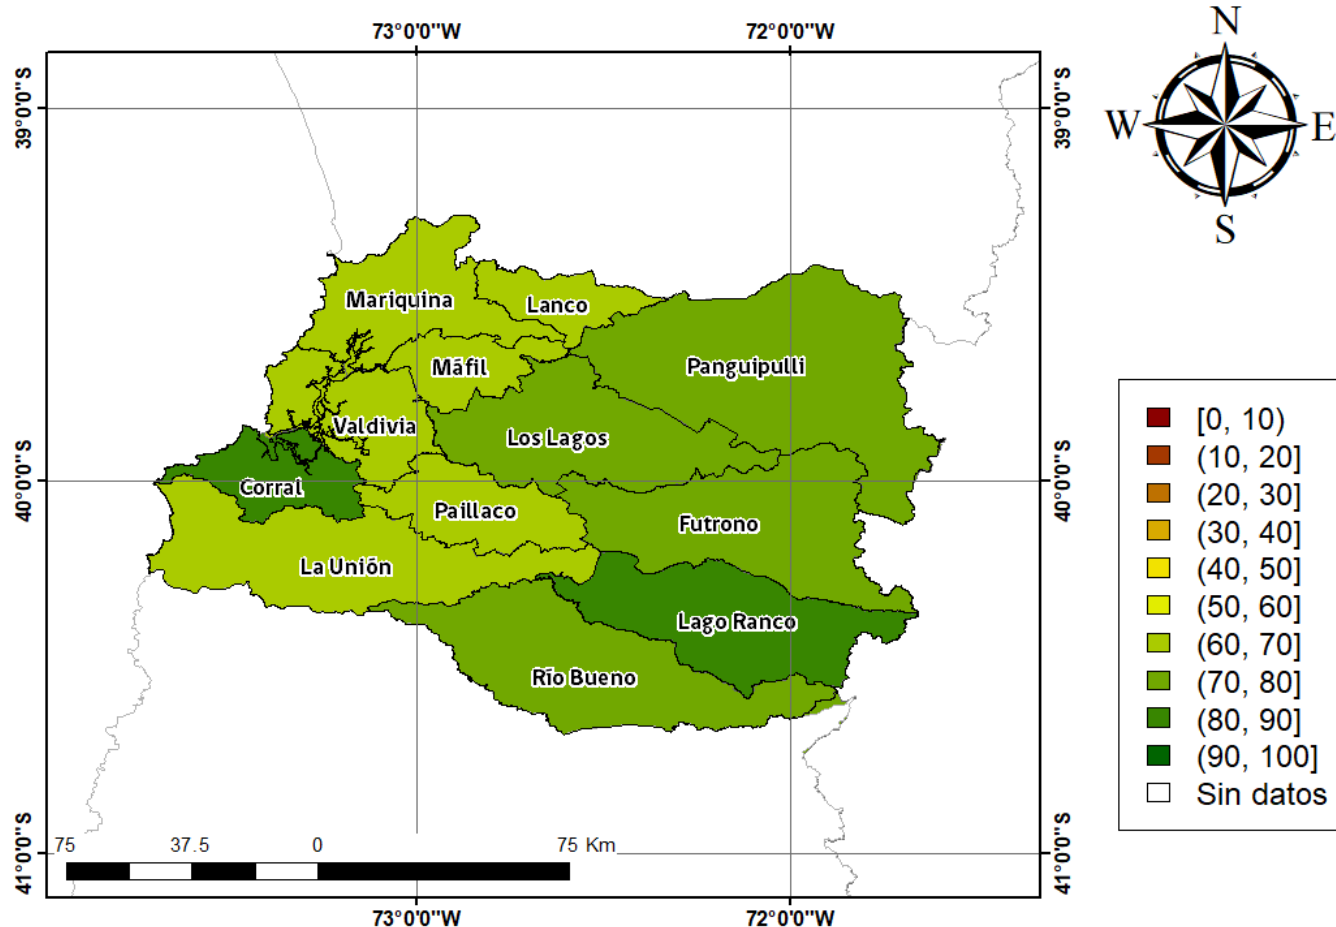 73°0'0"W 72°0'0"W
N
W E
S
39°0'0"S 39°0'0"S
Mariquina
Lanco
Máfil
Panguipulli
Valdivia
Los Lagos
Corral
40°0'0"S 40°0'0"S
Paillaco
Futrono
La Unión
Lago Ranco
Río Bueno
[0, 10)
(10, 20]
(20, 30]
(30, 40]
(40, 50]
(50, 60]
(60, 70]
(70, 80]
(80, 90]
(90, 100]
Sin datos
75 37.5 0 75 Km
41°0'0"S 41°0'0"S
73°0'0"W 72°0'0"W